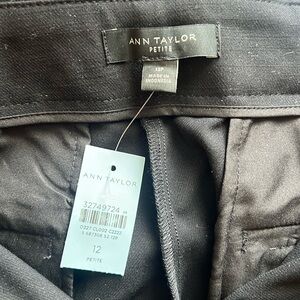 ANN TAYLOR
PETITE
12P
MADE IN
INDONESIA
ANN TAYLOR
32749724
12
PETITE